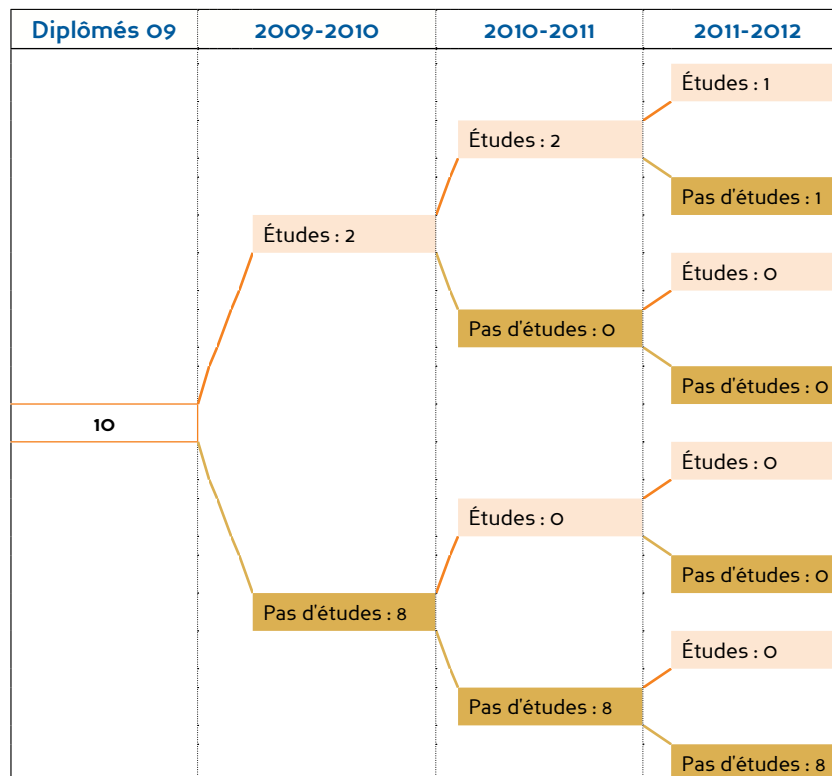 Diplômés 09 2009-2010 2010-2011 2011-2012
Études : 1
Études : 2
Pas d'études : 1
Études : 2
Études : 0
Pas d'études : 0
Pas d'études : 0
10
Études : 0
Études : 0
Pas d'études : 0
Pas d'études : 8
Études : 0
Pas d'études : 8
Pas d'études : 8